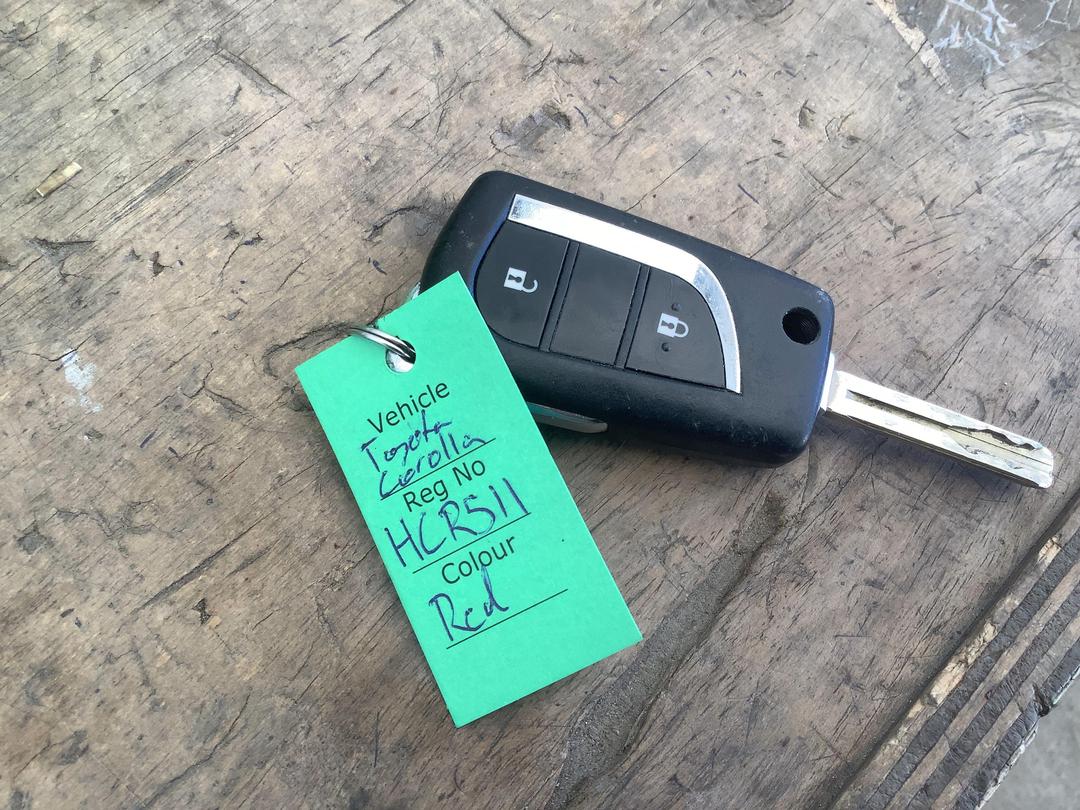 Vehicle
Toyota
Corolla
Reg No
HCR511
Colour
Red